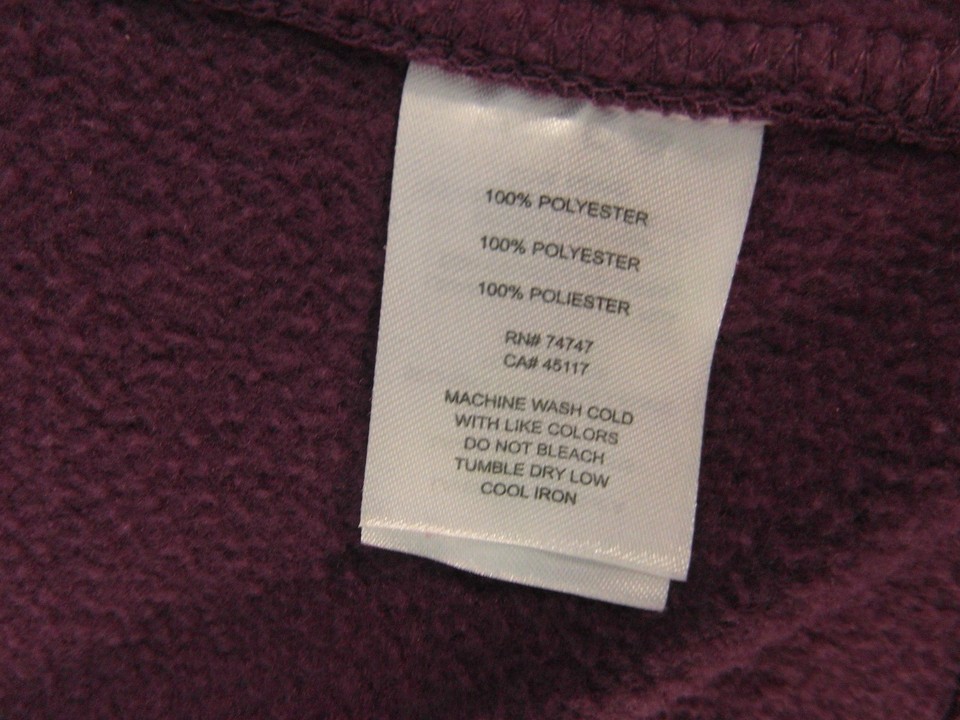 100% POLYESTER
100% POLYESTER
100% POLIESTER
RN# 74747
CA# 45117
MACHINE WASH COLD
WITH LIKE COLORS
DO NOT BLEACH
TUMBLE DRY LOW
COOL IRON